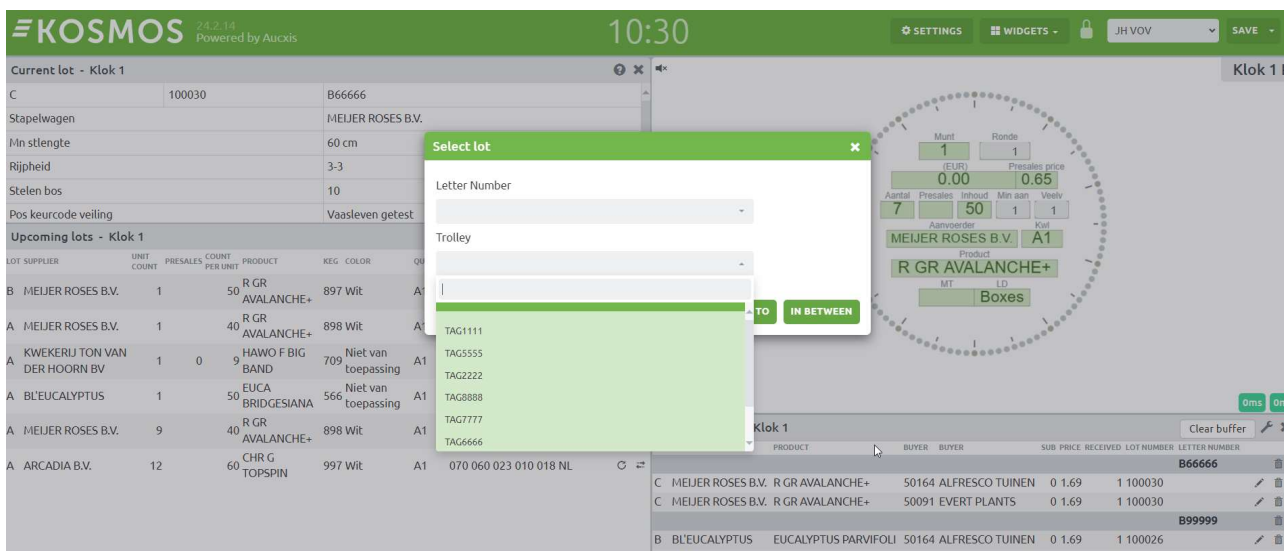 ≡KOSMOS 24.2.14 Powered by Aucxis 10:30 SETTINGS WIDGETS JH VOV SAVE
Current lot - Klok 1
C 100030 B66666
Stapelwagen MEIJER ROSES B.V.
Mn stlengte 60 cm
Rijpheid 3-3
Stelen bos 10
Pos keurcode veiling Vaasleven getest
Upcoming lots - Klok 1
LOT SUPPLIER UNIT COUNT PRESALES COUNT PER UNIT PRODUCT KEG COLOR
B MEIJER ROSES B.V. 1 50 R GR AVALANCHE+ 897 Wit
A MEIJER ROSES B.V. 1 40 R GR AVALANCHE+ 898 Wit
A KWEKERIJ TON VAN DER HOORN BV 1 0 9 HAWO F BIG BAND 709 Niet van toepassing A1
A BL'EUCALYPTUS 1 50 EUCA BRIDGESIANA 566 Niet van toepassing A1
A MEIJER ROSES B.V. 9 40 R GR AVALANCHE+ 898 Wit A1
A ARCADIA B.V. 12 60 CHR G TOPSPIN 997 Wit A1 070 060 023 010 018 NL
Select lot
Letter Number
Trolley
TO IN BETWEEN
TAG1111
TAG5555
TAG2222
TAG8888
TAG7777
TAG6666
Klok 1
Munt Ronde
1 1
(EUR) Presales price
0.00 0.65
Aantal Presales Inhoud Min aan Veelv
7 50 1 1
Aanvoerder Kwl
MEIJER ROSES B.V. A1
Product
R GR AVALANCHE+
MT LD
Boxes
0ms
Klok 1 Clear buffer
PRODUCT BUYER BUYER SUB PRICE RECEIVED LOT NUMBER LETTER NUMBER
B66666
C MEIJER ROSES B.V. R GR AVALANCHE+ 50164 ALFRESCO TUINEN 0 1.69 1 100030
C MEIJER ROSES B.V. R GR AVALANCHE+ 50091 EVERT PLANTS 0 1.69 1 100030
B99999
B BL'EUCALYPTUS EUCALYPTUS PARVIFOLI 50164 ALFRESCO TUINEN 0 1.69 1 100026